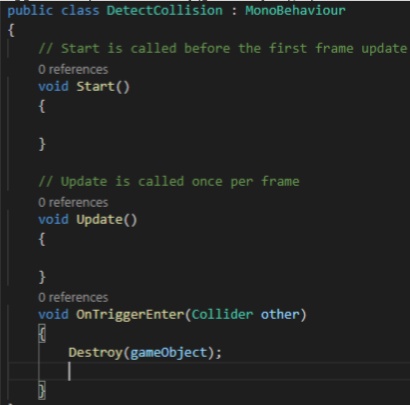 public class DetectCollision : MonoBehaviour
{
// Start is called before the first frame update
0 references
void Start()
{
}
// Update is called once per frame
0 references
void Update()
{
}
0 references
void OnTriggerEnter(Collider other)
{
Destroy(gameObject);
}